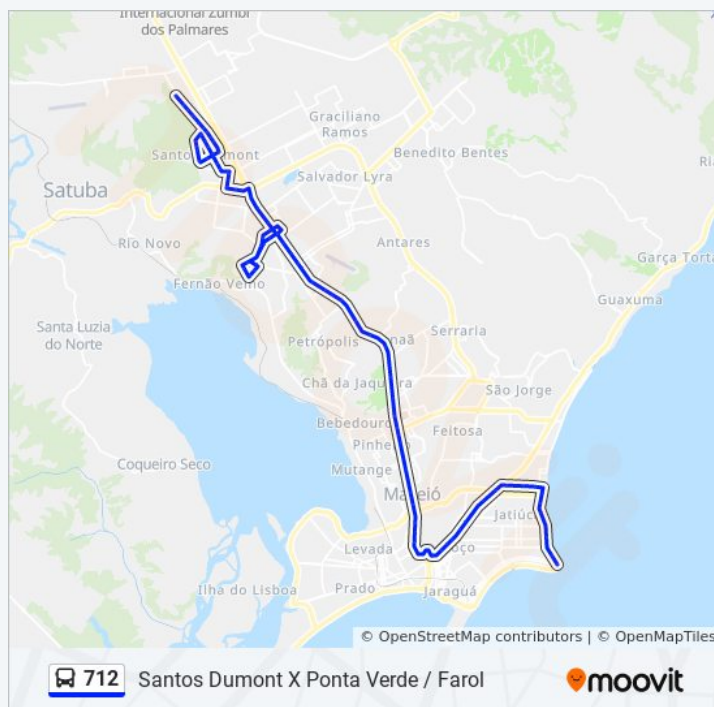 Internacional Zumbi
dos Palmares
Graciliano
Ramos
Santos Dumont
Benedito Bentes
Salvador Lyra
Satuba
Rio Novo
Antares
Garça Torta
Fernão Velho
Guaxuma
Santa Luzia
do Norte
Serraria
Petrópolis
Chã da Jaqueira
São Jorge
Bebedouro
Feitosa
Pinheiro
Mutange
Coqueiro Seco
Maceió
Jatiúca
Levada
Poço
Ilha do Lisboa
Prado
Jaraguá
© OpenStreetMap contributors | © OpenMapTiles
712 Santos Dumont X Ponta Verde / Farol
moovit